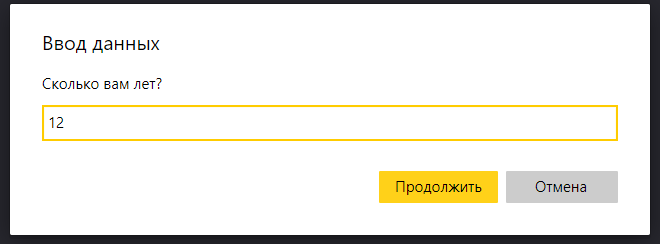 Ввод данных
Сколько вам лет?
12
Продолжить Отмена